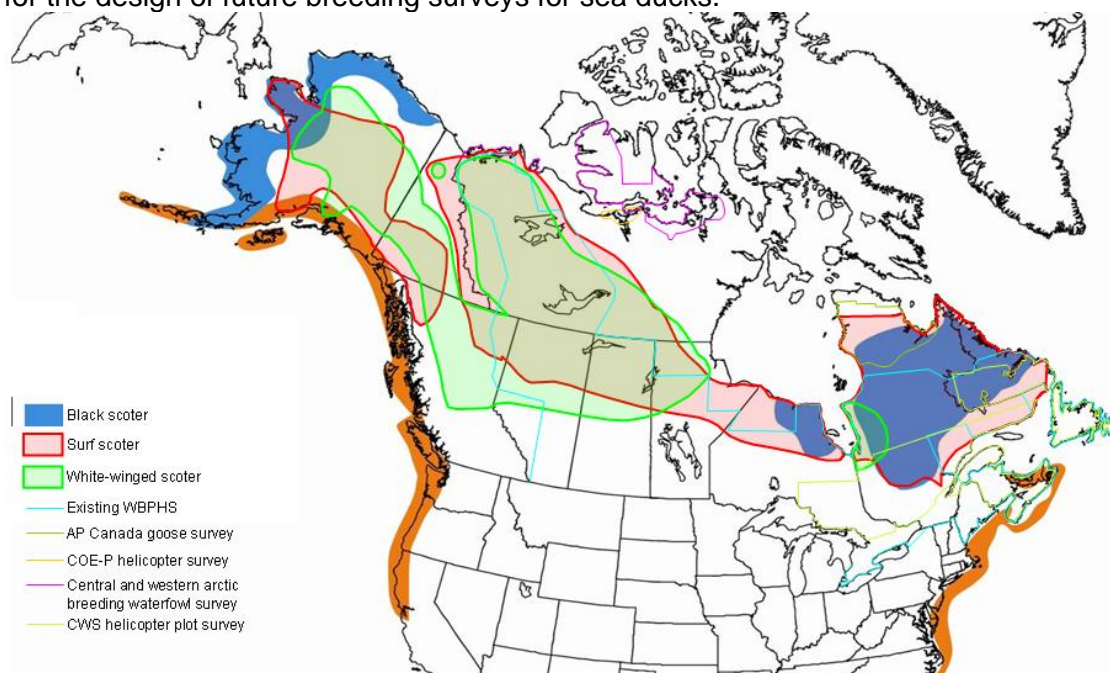 for the design of future breeding surveys for sea ducks.
Black scoter
Surf scoter
White-winged scoter
Existing WBPHS
AP Canada goose survey
COE-P helicopter survey
Central and western arctic
breeding waterfowl survey
CWS helicopter plot survey